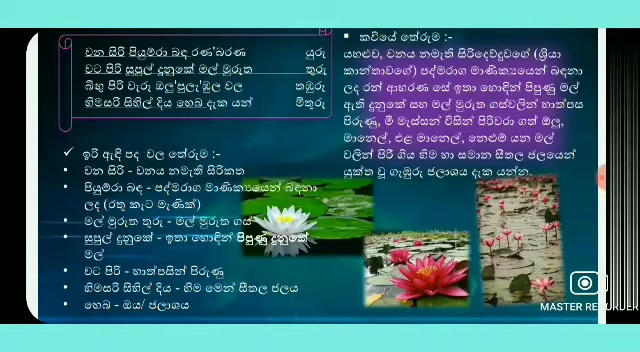 වන සිරි පියුම්රා බඳ රණ'බරණ යුරු
වට පිරි සුපුල් දුනුකේ මල් මුරුත තුරු
බිඟු පිරි වැරූ ඔලු'පුලැ'ඹුල වල තඹුරු
හිමසරි සිහිල් දිය හෙබ දැක යන් මිතුරු
✓ ඉරි ඇඳි පද වල තේරුම :-
• වන සිරි - වනය නමැති සිරිකත
• පියුම්රා බඳ - පද්මරාග මාණික්‍යයෙන් බඳනා
ලද (රතු කැට මැණික්)
• මල් මුරුත තුරු - මල් මුරුත ගස්
• සුපුල් දුනුකේ - ඉතා හොඳින් පිපුණු දුනුකේ
මල්
• වට පිරි - හාත්පසින් පිරුණු
• හිමසරි සිහිල් දිය - හිම මෙන් සීතල ජලය
• හෙබ - ඔය/ ජලාශය
▪ කවියේ තේරුම :-
යහළුව, වනය නමැති සිරිදෙව්දුවගේ (ශ්‍රියා
කාන්තාවගේ) පද්මරාග මාණික්‍යයෙන් බඳනා
ලද රන් ආභරණ සේ ඉතා හොඳින් පිපුණු මල්
ඇති දුනුකේ සහ මල් මුරුත ගස්වලින් හාත්පස
පිරුණු, මී මැස්සන් විසින් පිරිවරා ගත් ඕලු,
මානෙල්, එළ මානෙල්, නෙළුම් යන මල්
වලින් පිරී ගිය හිම හා සමාන සීතල ජලයෙන්
යුක්ත වූ ගැඹුරු ජලාශය දැක යන්න.
MASTER RECORDER